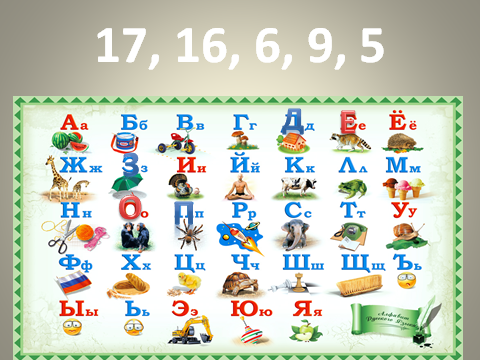 17, 16, 6, 9, 5
Аа Бб Вв Гг Дд Ее Ёё
Жж Зз Ии Йй Кк Лл Мм
Нн Оо Пп Рр Сс Тт Уу
Фф Хх Цц Чч Шш Щщ Ъъ
Ыы Ьь Ээ Юю Яя
Алфавит